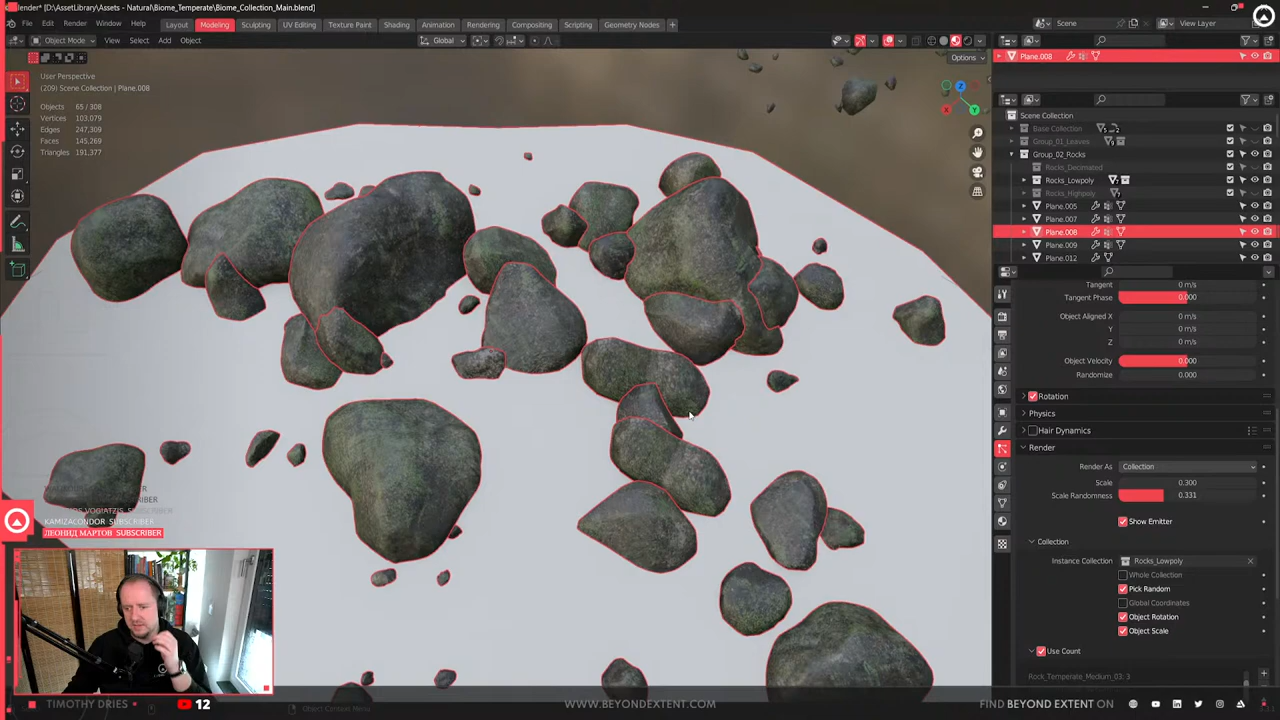 Blender* [D:\AssetLibrary\Assets - Natural\Biome_Temperate\Biome_Collection_Main.blend]
File Edit Render Window Help
Layout Modeling Sculpting UV Editing Texture Paint Shading Animation Rendering Compositing Scripting Geometry Nodes +
Scene
View Layer
Object Mode View Select Add Object
Global
Options
User Perspective
(209) Scene Collection | Plane.008
Objects 65 / 308
Vertices 103,079
Edges 247,309
Faces 145,269
Triangles 191,377
X
Y
Z
Plane.008
Scene Collection
Base Collection
Group_01_Leaves
Group_02_Rocks
Rocks_Decimated
Rocks_Lowpoly
Rocks_Highpoly
Plane.005
Plane.007
Plane.008
Plane.009
Plane.012
Tangent 0 m/s
Tangent Phase 0.000
Object Aligned X 0 m/s
Y 0 m/s
Z 0 m/s
Object Velocity 0.000
Randomize 0.000
Rotation
Physics
Hair Dynamics
Render
Render As Collection
Scale 0.300
Scale Randomness 0.331
Show Emitter
Collection
Instance Collection Rocks_Lowpoly
Whole Collection
Pick Random
Global Coordinates
Object Rotation
Object Scale
Use Count
Rock_Temperate_Medium_03: 3
KAMIZACONDOR SUBSCRIBER
ЛЕОНИД МАРТОВ SUBSCRIBER
TIMOTHY DRIES
12
Object Context Menu
WWW.BEYONDEXTENT.COM
FIND BEYOND EXTENT ON